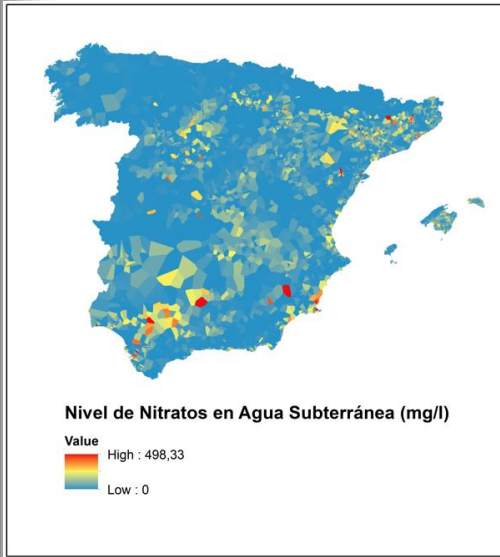 Nivel de Nitratos en Agua Subterránea (mg/l)
Value
High : 498,33
Low : 0